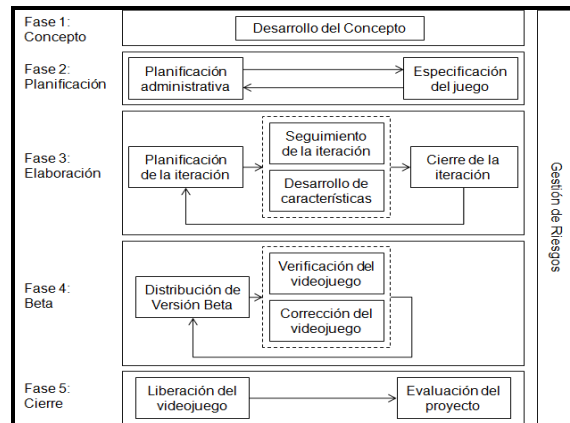 Fase 1:
Concepto
Desarrollo del Concepto
Fase 2:
Planificación
Planificación
administrativa
Especificación
del juego
Fase 3:
Elaboración
Planificación
de la iteración
Seguimiento
de la iteración
Desarrollo de
características
Cierre de la
iteración
Fase 4:
Beta
Distribución de
Versión Beta
Verificación del
videojuego
Corrección del
videojuego
Fase 5:
Cierre
Liberación del
videojuego
Evaluación del
proyecto
Gestión de Riesgos